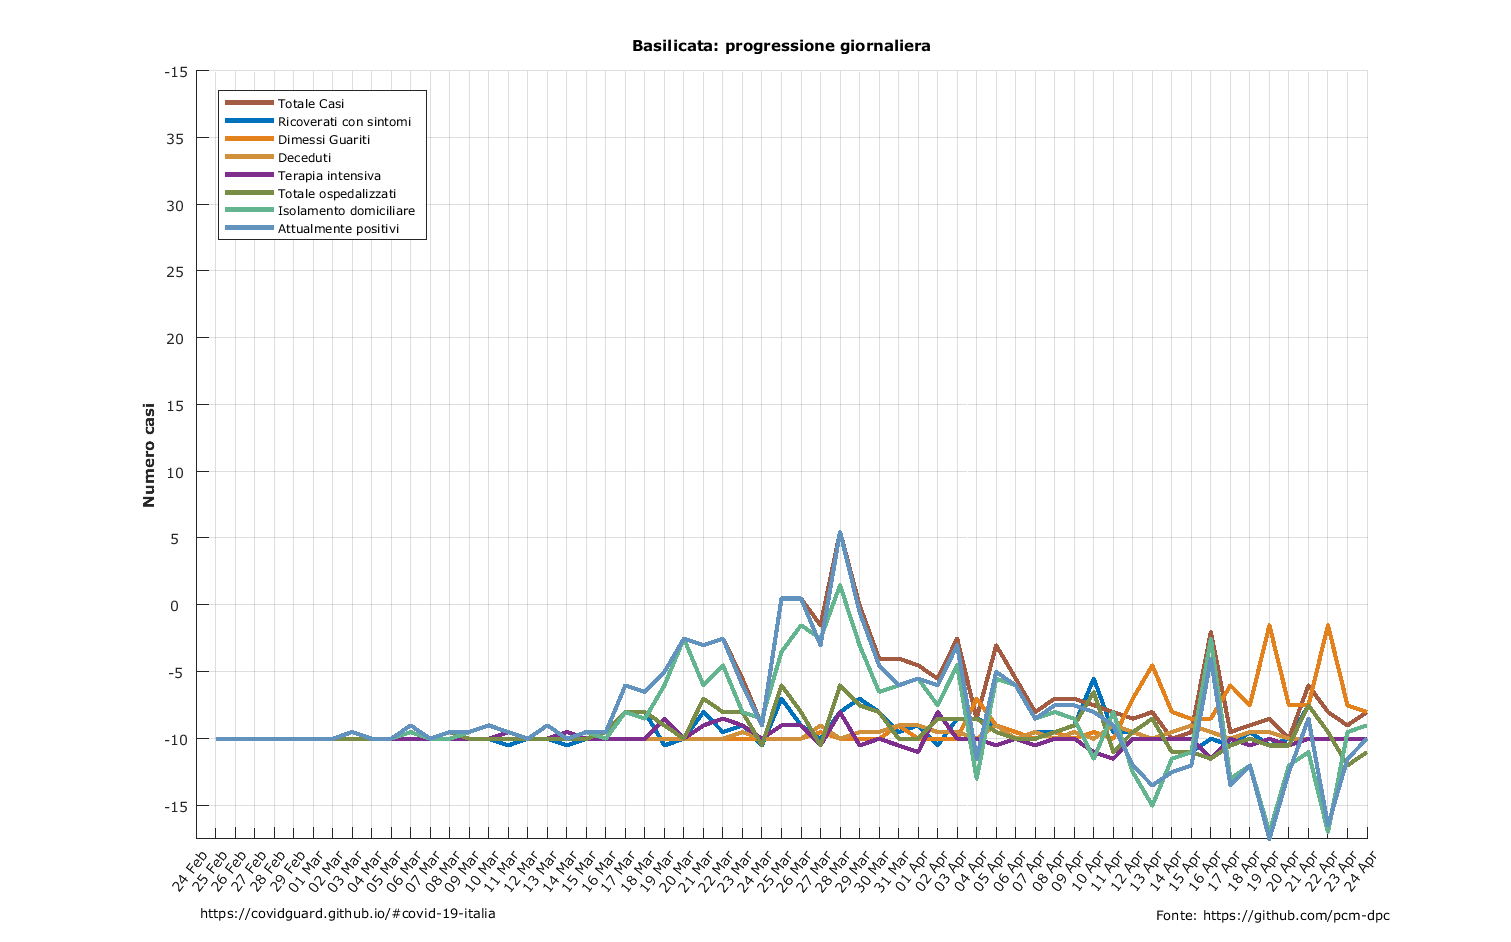 Basilicata: progressione giornaliera
-15
35
30
25
20
15
10
5
0
-5
-10
-15
Numero casi
Totale Casi
Ricoverati con sintomi
Dimessi Guariti
Deceduti
Terapia intensiva
Totale ospedalizzati
Isolamento domiciliare
Attualmente positivi
24 Feb
25 Feb
26 Feb
27 Feb
28 Feb
29 Feb
01 Mar
02 Mar
03 Mar
04 Mar
05 Mar
06 Mar
07 Mar
08 Mar
09 Mar
10 Mar
11 Mar
12 Mar
13 Mar
14 Mar
15 Mar
16 Mar
17 Mar
18 Mar
19 Mar
20 Mar
21 Mar
22 Mar
23 Mar
24 Mar
25 Mar
26 Mar
27 Mar
28 Mar
29 Mar
30 Mar
31 Mar
01 Apr
02 Apr
03 Apr
04 Apr
05 Apr
06 Apr
07 Apr
08 Apr
09 Apr
10 Apr
11 Apr
12 Apr
13 Apr
14 Apr
15 Apr
16 Apr
17 Apr
18 Apr
19 Apr
20 Apr
21 Apr
22 Apr
23 Apr
24 Apr
https://covidguard.github.io/#covid-19-italia
Fonte: https://github.com/pcm-dpc